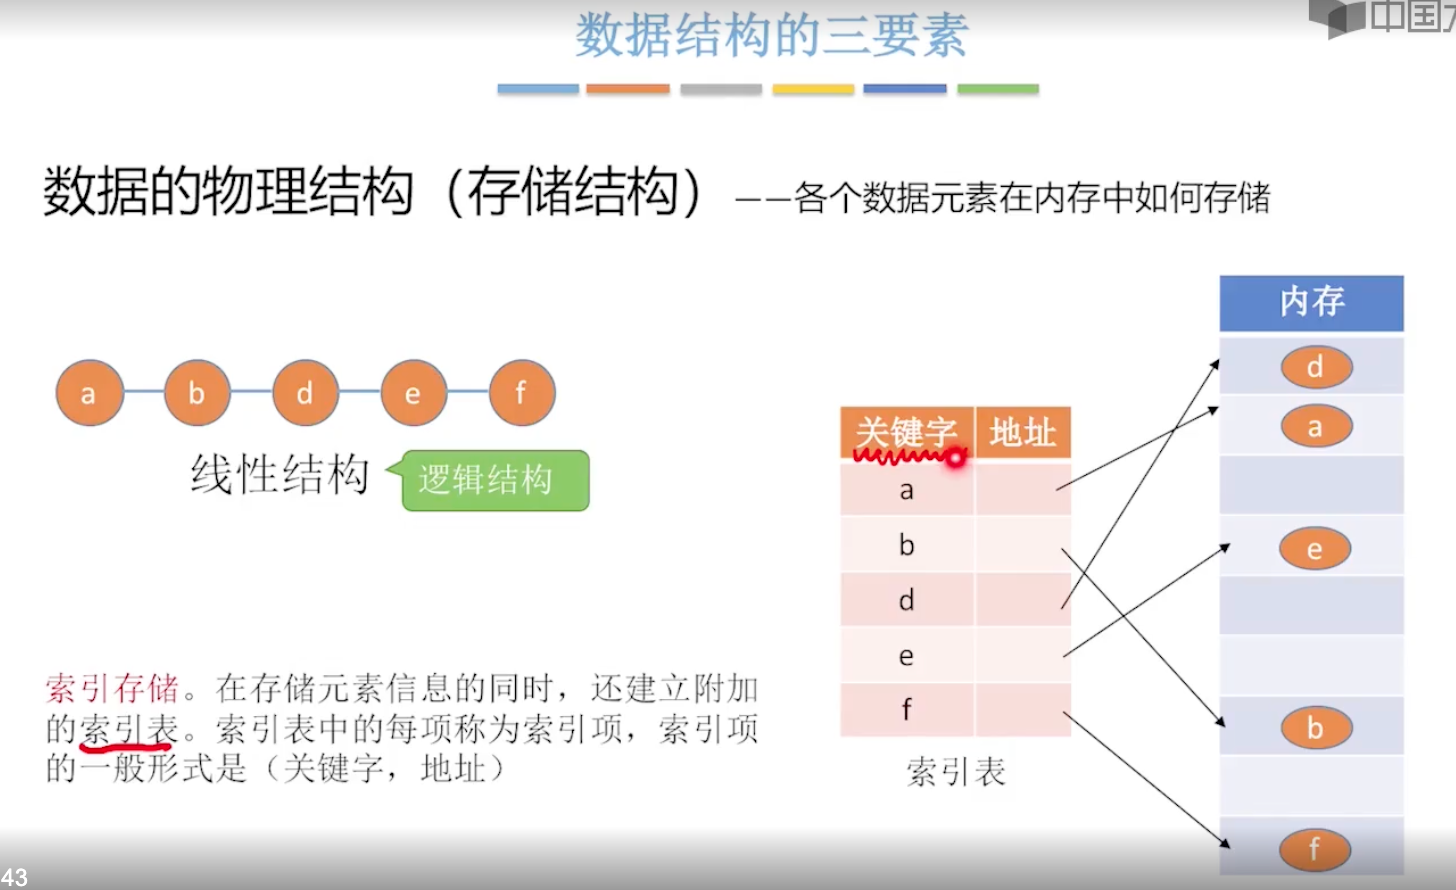 中国
数据结构的三要素
数据的物理结构（存储结构） ——各个数据元素在内存中如何存储
a b d e f
线性结构
逻辑结构
索引存储。在存储元素信息的同时，还建立附加
的索引表。索引表中的每项称为索引项，索引项
的一般形式是（关键字，地址）
关键字 地址
a
b
d
e
f
索引表
内存
d
a
e
b
f
43